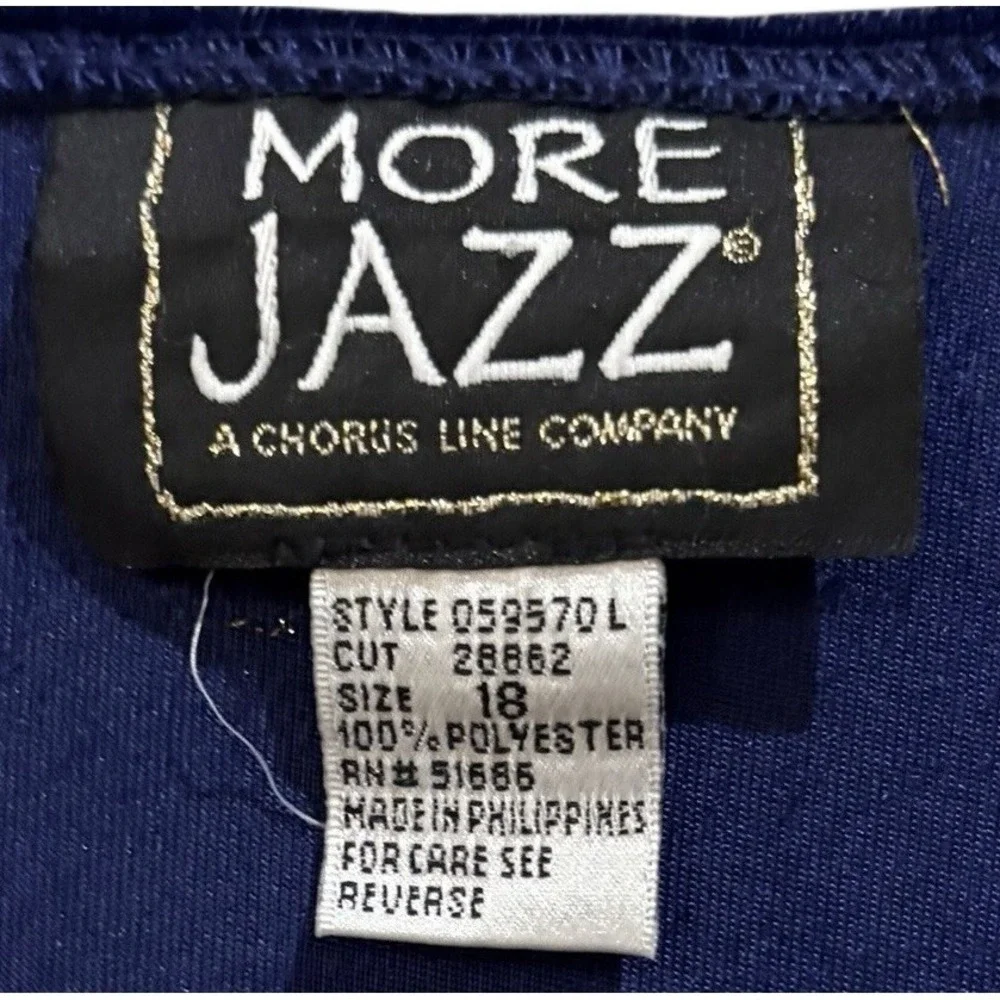 MORE
JAZZ®
A CHORUS LINE COMPANY
STYLE 059570 L
CUT 28862
SIZE 18
100% POLYESTER
RN# 51686
MADE IN PHILIPPINES
FOR CARE SEE
REVERSE